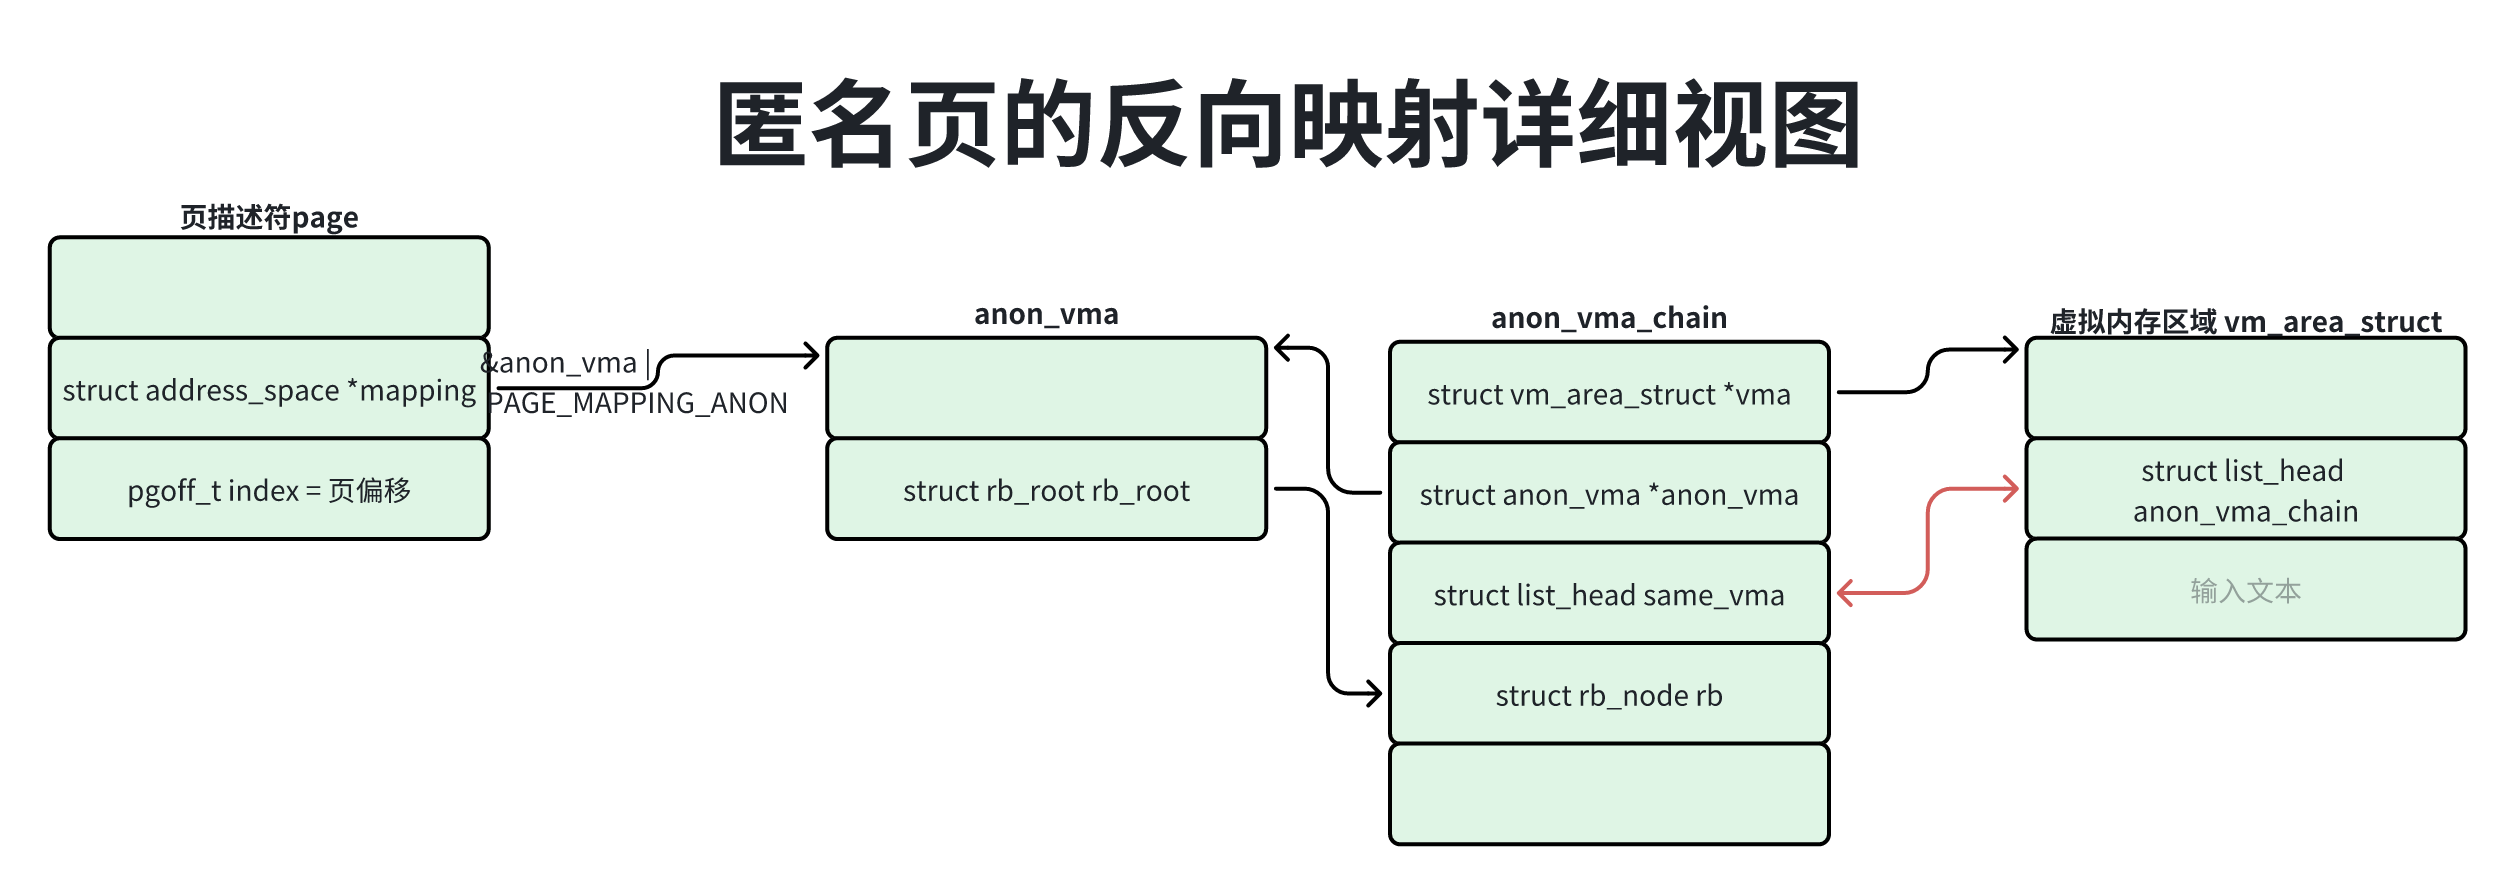 匿名页的反向映射详细视图
页描述符page
struct address_space *mapping
pgoff_t index = 页偏移
&anon_vma |
PAGE_MAPPING_ANON
anon_vma
struct rb_root rb_root
anon_vma_chain
struct vm_area_struct *vma
struct anon_vma *anon_vma
struct list_head same_vma
struct rb_node rb
虚拟内存区域 vm_area_struct
struct list_head
anon_vma_chain
输入文本